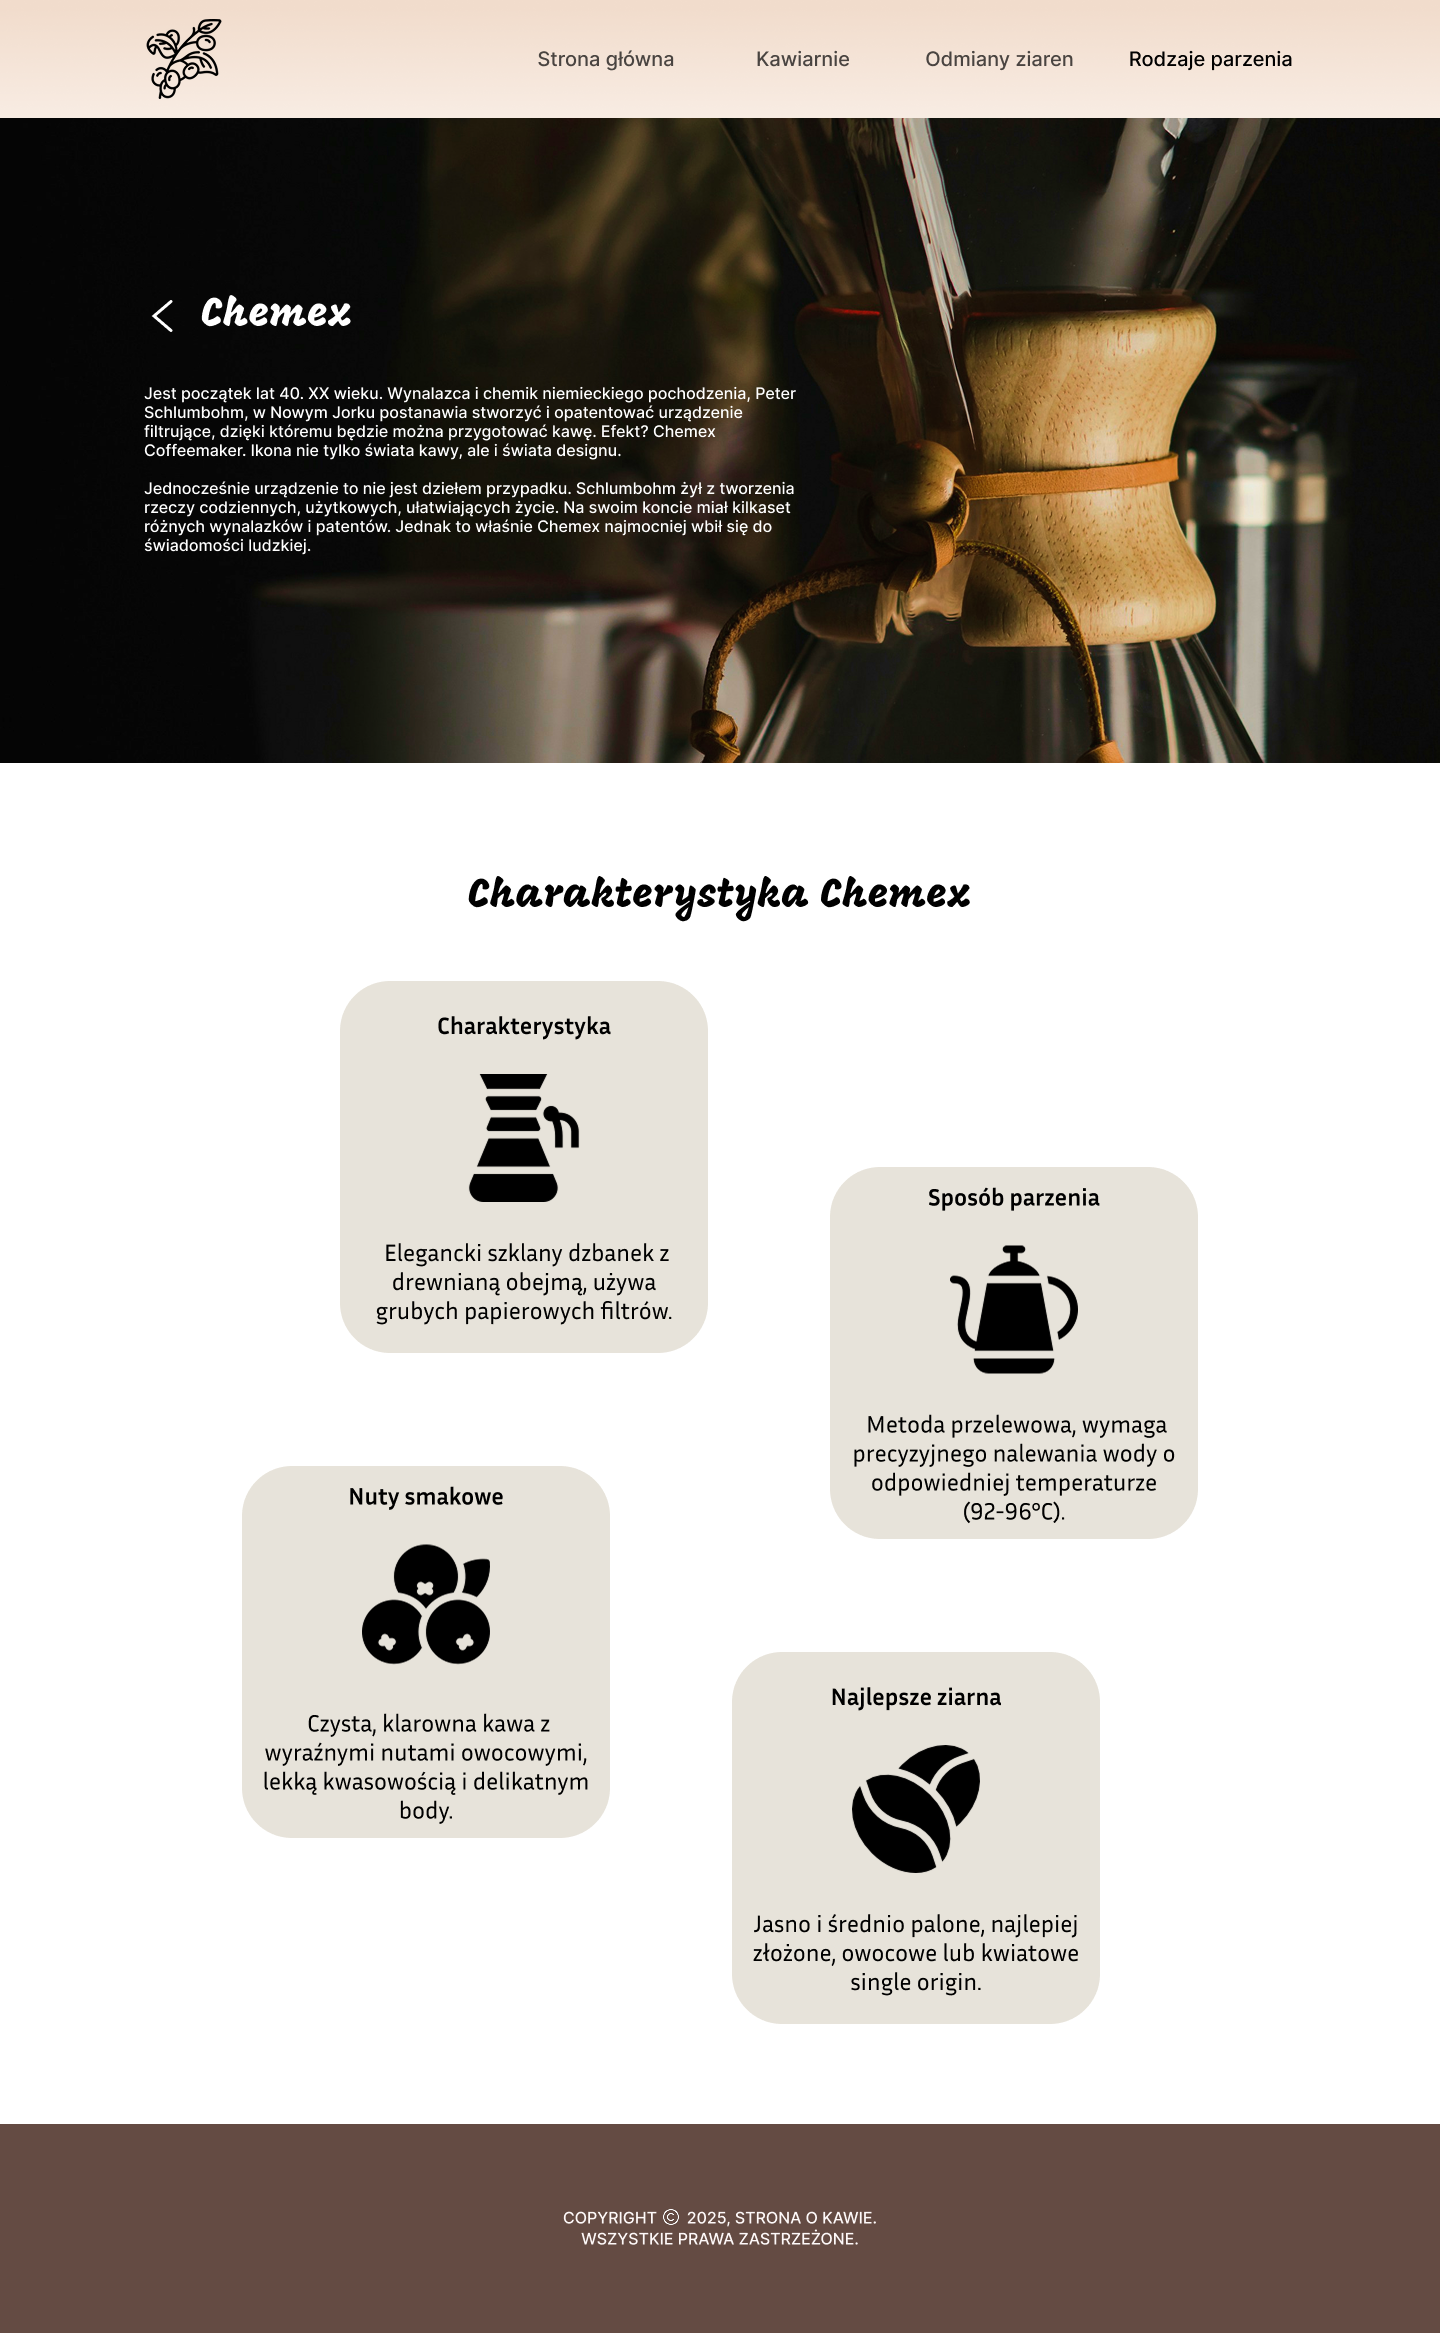 Strona główna
Kawiarnie
Odmiany ziaren
Rodzaje parzenia
Chemex
Jest początek lat 40. XX wieku. Wynalazca i chemik niemieckiego pochodzenia, Peter
Schlumbohm, w Nowym Jorku postanawia stworzyć i opatentować urządzenie
filtrujące, dzięki któremu będzie można przygotować kawę. Efekt? Chemex
Coffeemaker. Ikona nie tylko świata kawy, ale i świata designu.
Jednocześnie urządzenie to nie jest dziełem przypadku. Schlumbohm żył z tworzenia
rzeczy codziennych, użytkowych, ułatwiających życie. Na swoim koncie miał kilkaset
różnych wynalazków i patentów. Jednak to właśnie Chemex najmocniej wbił się do
świadomości ludzkiej.
Charakterystyka Chemex
Charakterystyka
Elegancki szklany dzbanek z
drewnianą obejmą, używa
grubych papierowych filtrów.
Sposób parzenia
Metoda przelewowa, wymaga
precyzyjnego nalewania wody o
odpowiedniej temperaturze
(92-96°C).
Nuty smakowe
Czysta, klarowna kawa z
wyraźnymi nutami owocowymi,
lekką kwasowością i delikatnym
body.
Najlepsze ziarna
Jasno i średnio palone, najlepiej
złożone, owocowe lub kwiatowe
single origin.
COPYRIGHT © 2025, STRONA O KAWIE.
WSZYSTKIE PRAWA ZASTRZEŻONE.